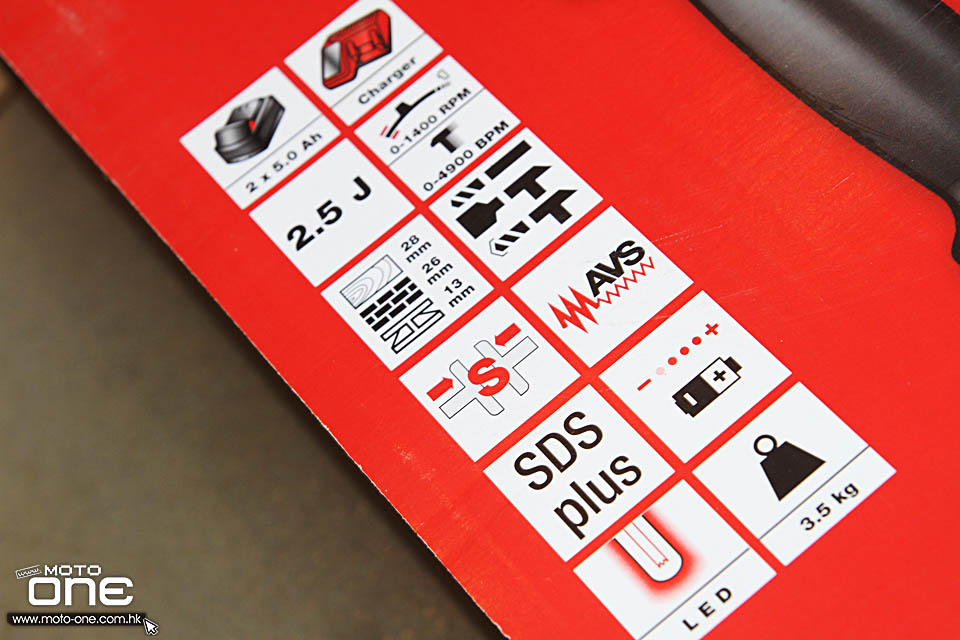 Charger
2 x 5.0 Ah
0-1400 RPM
0-4900 BPM
2.5 J
28
mm
26
mm
13
mm
AVS
S
SDS
plus
3.5 kg
LED
www.
MOTO
ONE
www.moto-one.com.hk